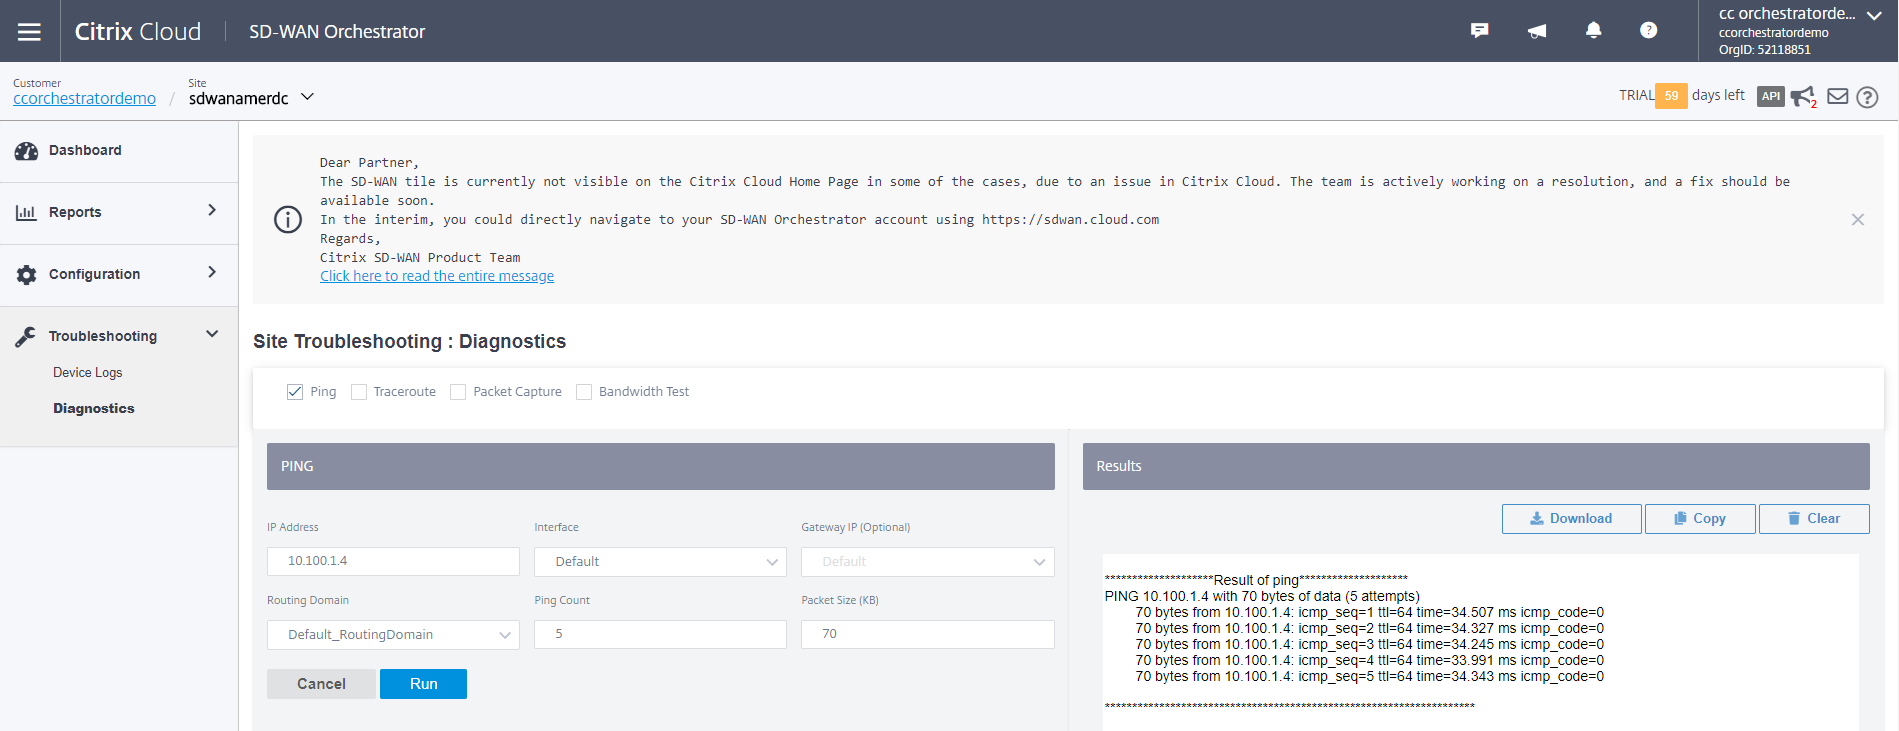 Citrix Cloud
SD-WAN Orchestrator
?
cc orchestratorde...
ccorchestratordemo
OrgID: 52118851
Customer
ccorchestratordemo
/
Site
sdwanamerdc
TRIAL 59 days left
API
2
?
Dashboard
Reports
Configuration
Troubleshooting
Device Logs
Diagnostics
Dear Partner,
The SD-WAN tile is currently not visible on the Citrix Cloud Home Page in some of the cases, due to an issue in Citrix Cloud. The team is actively working on a resolution, and a fix should be
available soon.
In the interim, you could directly navigate to your SD-WAN Orchestrator account using https://sdwan.cloud.com
Regards,
Citrix SD-WAN Product Team
Click here to read the entire message
Site Troubleshooting : Diagnostics
Ping
Traceroute
Packet Capture
Bandwidth Test
PING
IP Address
Interface
Gateway IP (Optional)
10.100.1.4
Default
Default
Routing Domain
Ping Count
Packet Size (KB)
Default_RoutingDomain
5
70
Cancel
Run
Results
Download
Copy
Clear
********************Result of ping********************
PING 10.100.1.4 with 70 bytes of data (5 attempts)
70 bytes from 10.100.1.4: icmp_seq=1 ttl=64 time=34.507 ms icmp_code=0
70 bytes from 10.100.1.4: icmp_seq=2 ttl=64 time=34.327 ms icmp_code=0
70 bytes from 10.100.1.4: icmp_seq=3 ttl=64 time=34.245 ms icmp_code=0
70 bytes from 10.100.1.4: icmp_seq=4 ttl=64 time=33.991 ms icmp_code=0
70 bytes from 10.100.1.4: icmp_seq=5 ttl=64 time=34.343 ms icmp_code=0
********************************************************************